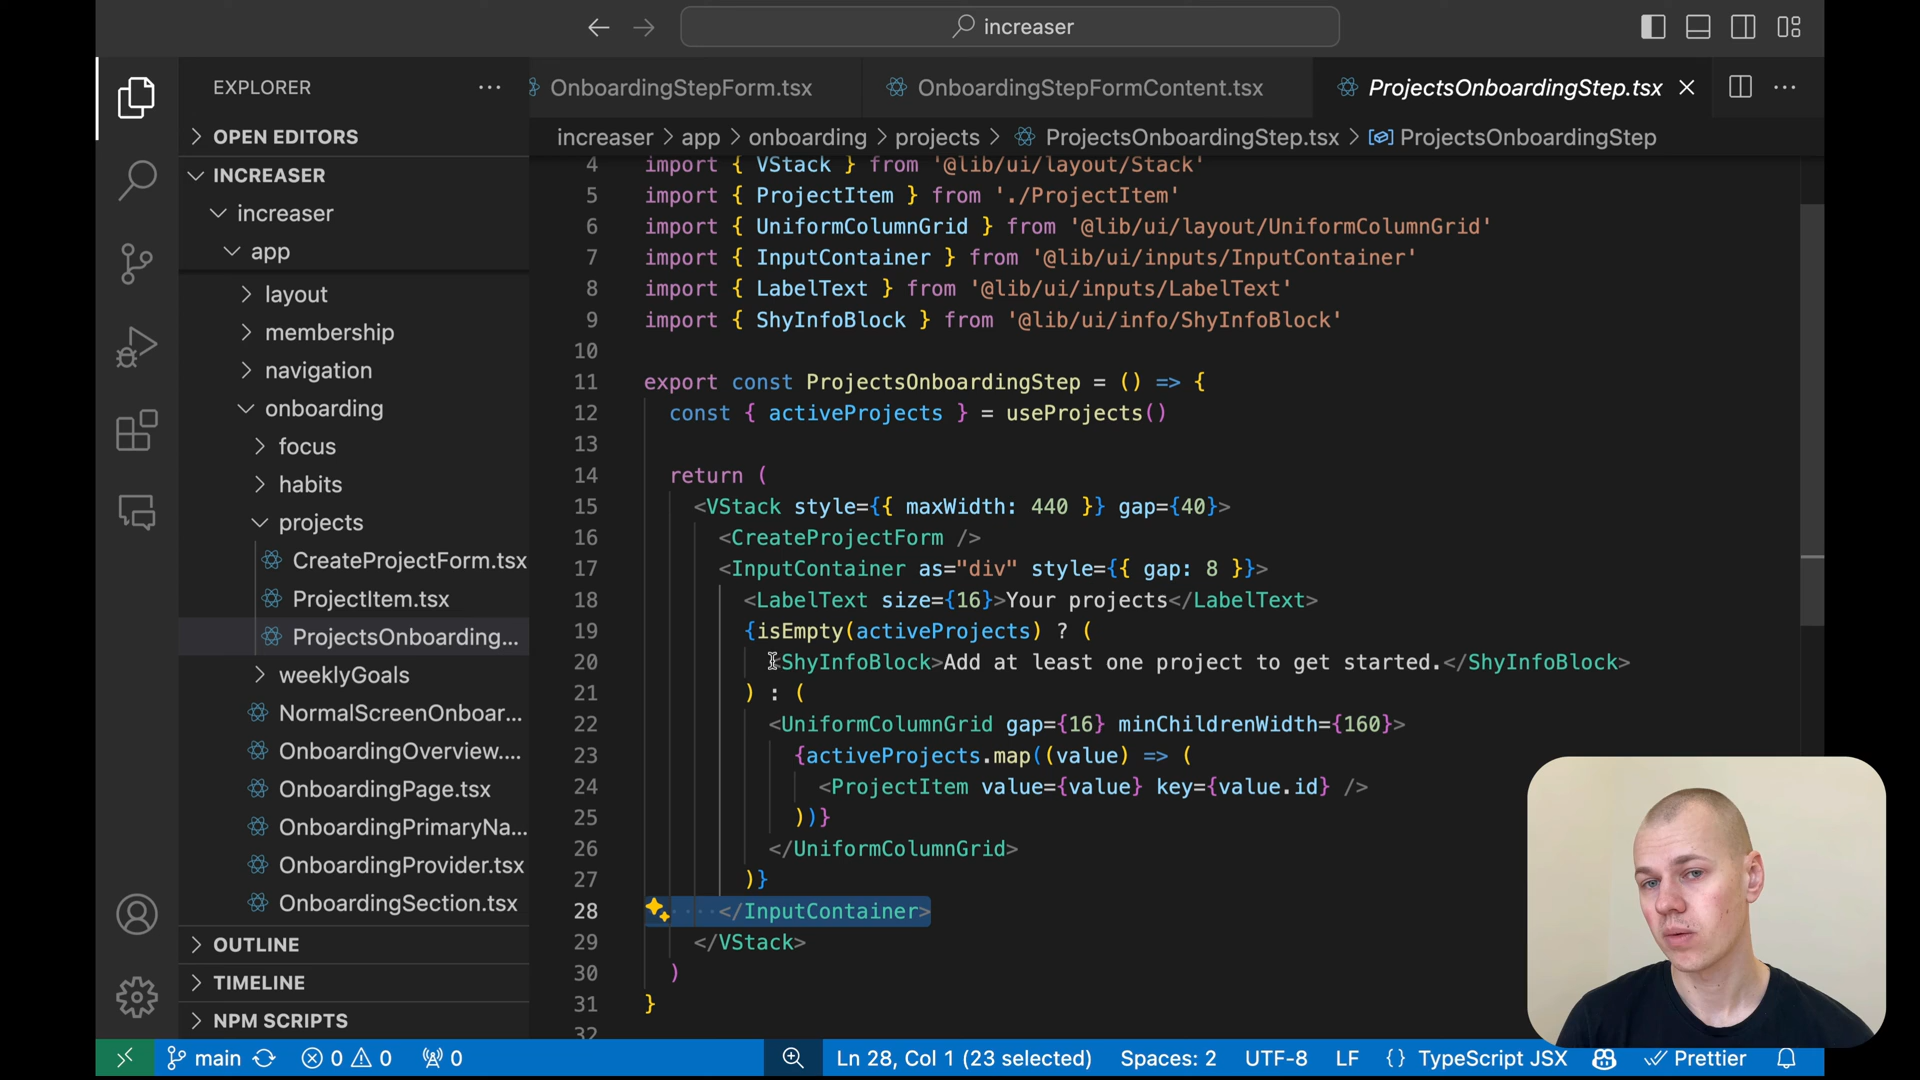 increaser
EXPLORER
OnboardingStepForm.tsx
OnboardingStepFormContent.tsx
ProjectsOnboardingStep.tsx
OPEN EDITORS
increaser > app > onboarding > projects > ProjectsOnboardingStep.tsx > ProjectsOnboardingStep
INCREASER
increaser
app
layout
membership
navigation
onboarding
focus
habits
projects
CreateProjectForm.tsx
ProjectItem.tsx
ProjectsOnboarding...
weeklyGoals
NormalScreenOnboar...
OnboardingOverview....
OnboardingPage.tsx
OnboardingPrimaryNa...
OnboardingProvider.tsx
OnboardingSection.tsx
OUTLINE
TIMELINE
NPM SCRIPTS
4 import { VStack } from '@lib/ui/layout/Stack'
5 import { ProjectItem } from './ProjectItem'
6 import { UniformColumnGrid } from '@lib/ui/layout/UniformColumnGrid'
7 import { InputContainer } from '@lib/ui/inputs/InputContainer'
8 import { LabelText } from '@lib/ui/inputs/LabelText'
9 import { ShyInfoBlock } from '@lib/ui/info/ShyInfoBlock'
10
11 export const ProjectsOnboardingStep = () => {
12 const { activeProjects } = useProjects()
13
14 return (
15 <VStack style={{ maxWidth: 440 }} gap={40}>
16 <CreateProjectForm />
17 <InputContainer as="div" style={{ gap: 8 }}>
18 <LabelText size={16}>Your projects</LabelText>
19 {isEmpty(activeProjects) ? (
20 <ShyInfoBlock>Add at least one project to get started.</ShyInfoBlock>
21 ) : (
22 <UniformColumnGrid gap={16} minChildrenWidth={160}>
23 {activeProjects.map((value) => (
24 <ProjectItem value={value} key={value.id} />
25 ))}
26 </UniformColumnGrid>
27 )}
28 ···· </InputContainer>
29 </VStack>
30 )
31 }
32
main 0 0 0 Ln 28, Col 1 (23 selected) Spaces: 2 UTF-8 LF {} TypeScript JSX Prettier